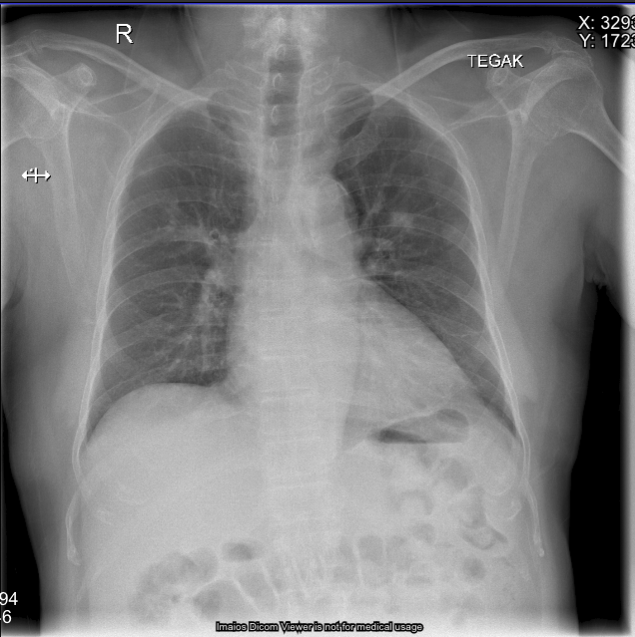 R
X: 3293
Y: 1723
TEGAK
94
-6
Imaios Dicom Viewer is not for medical usage